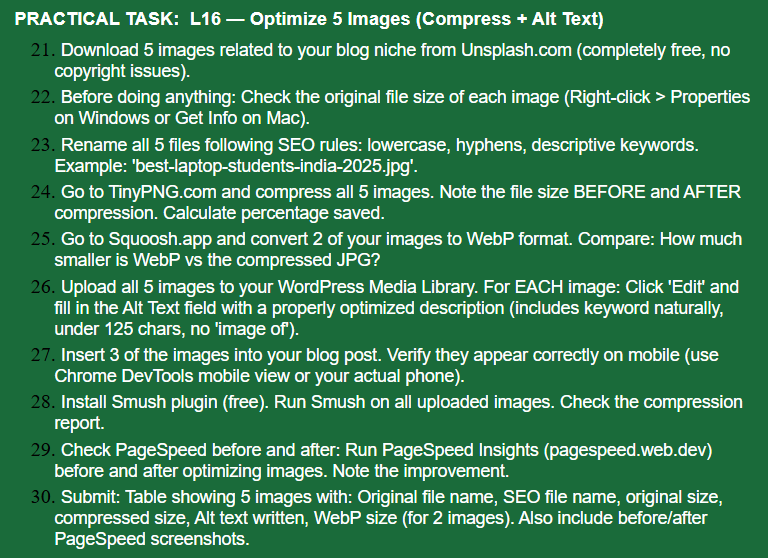 PRACTICAL TASK:  L16 — Optimize 5 Images (Compress + Alt Text)
21. Download 5 images related to your blog niche from Unsplash.com (completely free, no
copyright issues).
22. Before doing anything: Check the original file size of each image (Right-click > Properties
on Windows or Get Info on Mac).
23. Rename all 5 files following SEO rules: lowercase, hyphens, descriptive keywords.
Example: 'best-laptop-students-india-2025.jpg'.
24. Go to TinyPNG.com and compress all 5 images. Note the file size BEFORE and AFTER
compression. Calculate percentage saved.
25. Go to Squoosh.app and convert 2 of your images to WebP format. Compare: How much
smaller is WebP vs the compressed JPG?
26. Upload all 5 images to your WordPress Media Library. For EACH image: Click 'Edit' and
fill in the Alt Text field with a properly optimized description (includes keyword naturally,
under 125 chars, no 'image of').
27. Insert 3 of the images into your blog post. Verify they appear correctly on mobile (use
Chrome DevTools mobile view or your actual phone).
28. Install Smush plugin (free). Run Smush on all uploaded images. Check the compression
report.
29. Check PageSpeed before and after: Run PageSpeed Insights (pagespeed.web.dev)
before and after optimizing images. Note the improvement.
30. Submit: Table showing 5 images with: Original file name, SEO file name, original size,
compressed size, Alt text written, WebP size (for 2 images). Also include before/after
PageSpeed screenshots.